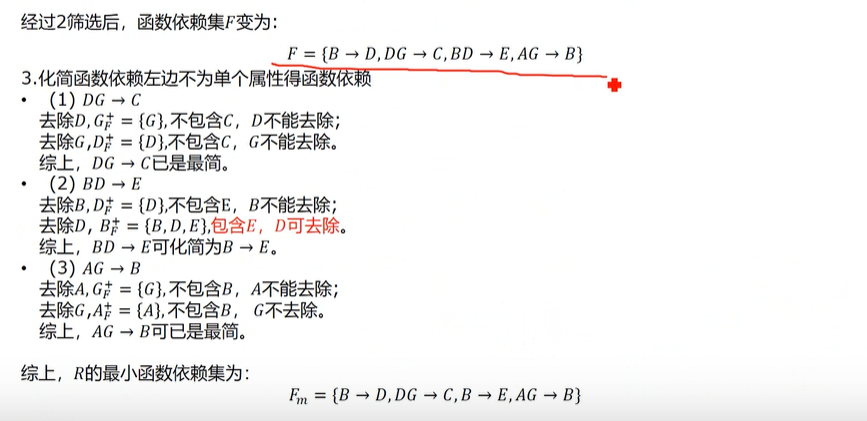 经过2筛选后，函数依赖集F变为：
F = {B → D, DG → C, BD → E, AG → B}
3.化简函数依赖左边不为单个属性得函数依赖
• （1）DG → C
去除D, G_F^+ = {G},不包含C，D不能去除；
去除G,D_F^+ = {D},不包含C，G不能去除。
综上，DG → C已是最简。
• （2）BD → E
去除B, D_F^+ = {D},不包含E，B不能去除；
去除D, B_F^+ = {B, D, E},包含E，D可去除。
综上，BD → E可化简为B → E。
• （3）AG → B
去除A, G_F^+ = {G},不包含B，A不能去除；
去除G,A_F^+ = {A},不包含B，G不去除。
综上，AG → B可已是最简。
综上，R的最小函数依赖集为：
F_m = {B → D, DG → C, B → E, AG → B}